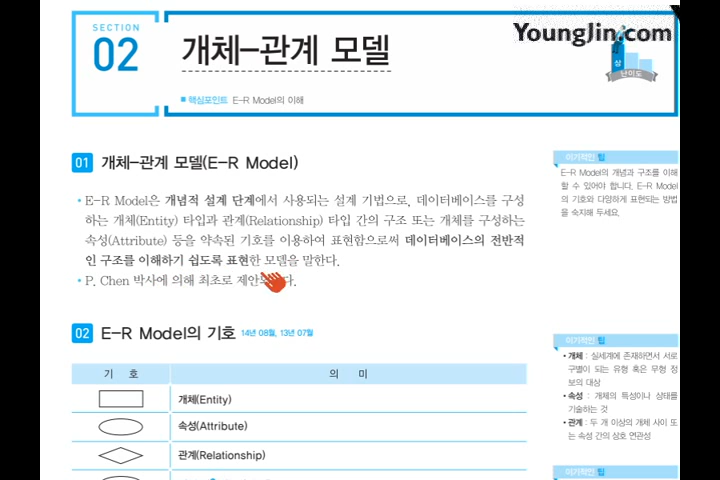 YoungJin.com
SECTION
02
개체-관계 모델
상
난이도
■ 핵심포인트 E-R Model의 이해
01 개체-관계 모델(E-R Model)
• E-R Model은 개념적 설계 단계에서 사용되는 설계 기법으로, 데이터베이스를 구성
하는 개체(Entity) 타입과 관계(Relationship) 타입 간의 구조 또는 개체를 구성하는
속성(Attribute) 등을 약속된 기호를 이용하여 표현함으로써 데이터베이스의 전반적
인 구조를 이해하기 쉽도록 표현한 모델을 말한다.
• P. Chen 박사에 의해 최초로 제안
다.
02 E-R Model의 기호 14년 08월, 13년 07월
기 호 의 미
개체(Entity)
속성(Attribute)
관계(Relationship)
이기적인 팁
E-R Model의 개념과 구조를 이해
할 수 있어야 합니다. E-R Model
의 기호와 다양하게 표현되는 방법
을 숙지해 두세요.
이기적인 팁
• 개체 : 실세계에 존재하면서 서로
구별이 되는 유형 혹은 무형 정
보의 대상
• 속성 : 개체의 특성이나 상태를
기술하는 것
• 관계 : 두 개 이상의 개체 사이 또
는 속성 간의 상호 연관성
이기적인 팁